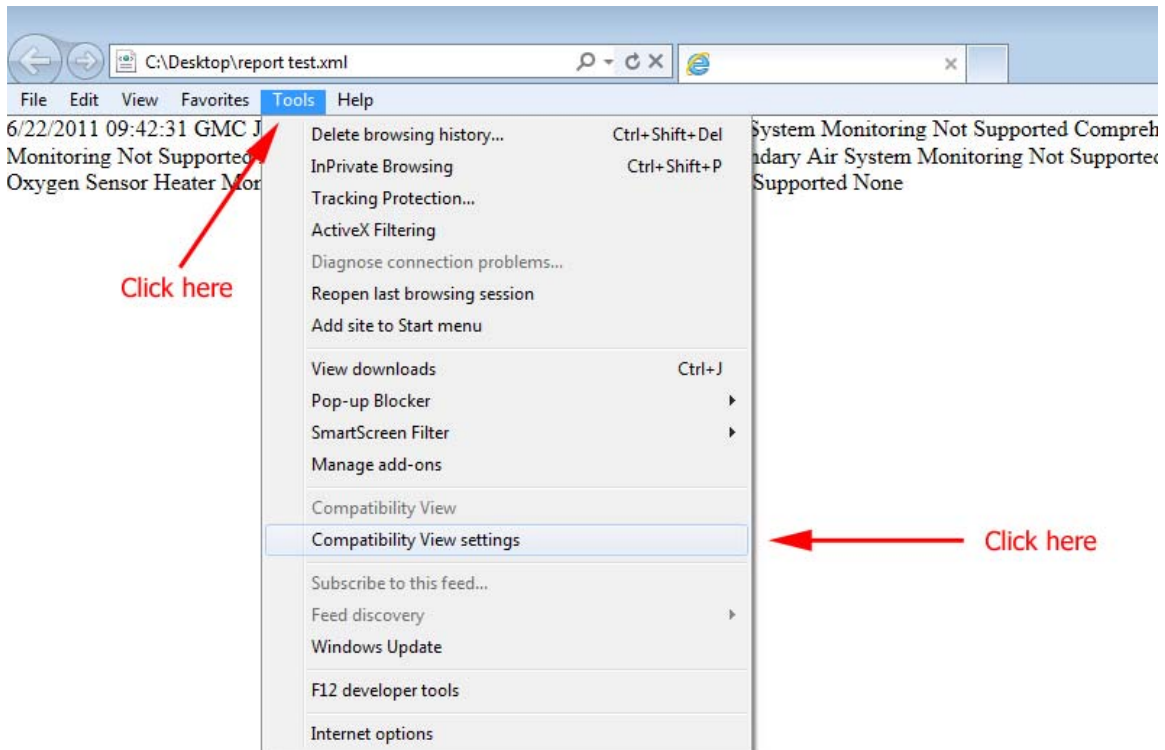 C:\Desktop\report test.xml
File Edit View Favorites Tools Help
6/22/2011 09:42:31 GMC J System Monitoring Not Supported Compreh
Monitoring Not Supported ndary Air System Monitoring Not Supported
Oxygen Sensor Heater Mon Supported None
Delete browsing history... Ctrl+Shift+Del
InPrivate Browsing Ctrl+Shift+P
Tracking Protection...
ActiveX Filtering
Diagnose connection problems...
Click here
Reopen last browsing session
Add site to Start menu
View downloads Ctrl+J
Pop-up Blocker
SmartScreen Filter
Manage add-ons
Compatibility View
Compatibility View settings
Click here
Subscribe to this feed...
Feed discovery
Windows Update
F12 developer tools
Internet options